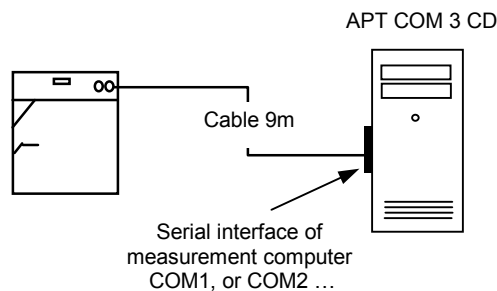 APT COM 3 CD
Cable 9m
Serial interface of
measurement computer
COM1, or COM2 …